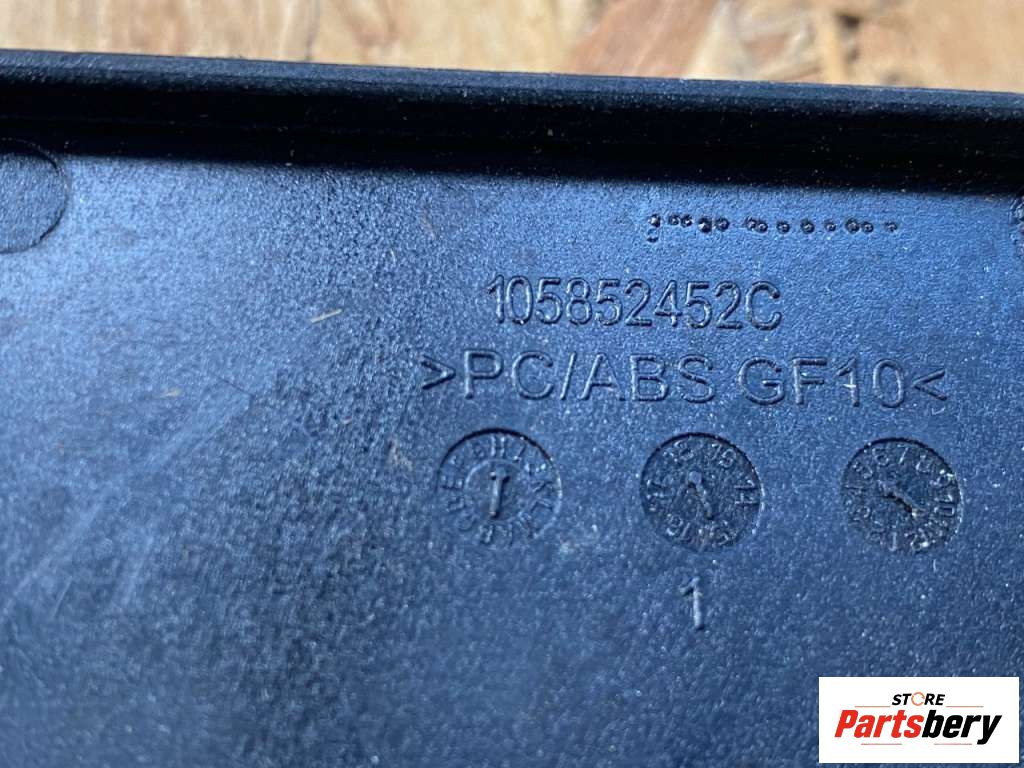 105852452C
>PC/ABS GF10<
1
STORE
Partsbery